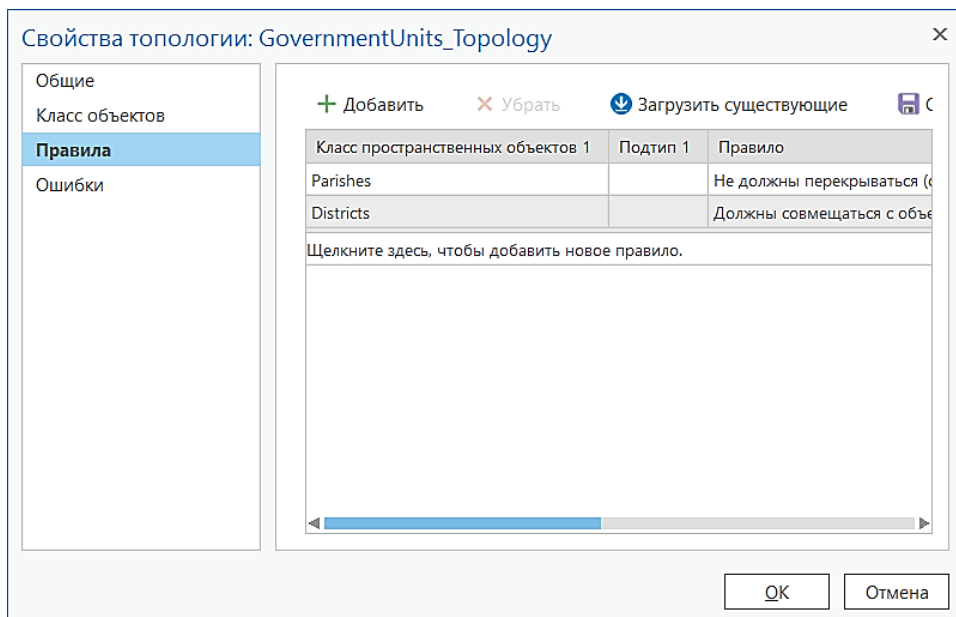 Свойства топологии: GovernmentUnits_Topology
Общие
Класс объектов
Правила
Ошибки
Добавить Убрать Загрузить существующие С
Класс пространственных объектов 1 Подтип 1 Правило
Parishes Не должны перекрываться (
Districts Должны совмещаться с объе
Щелкните здесь, чтобы добавить новое правило.
OK Отмена